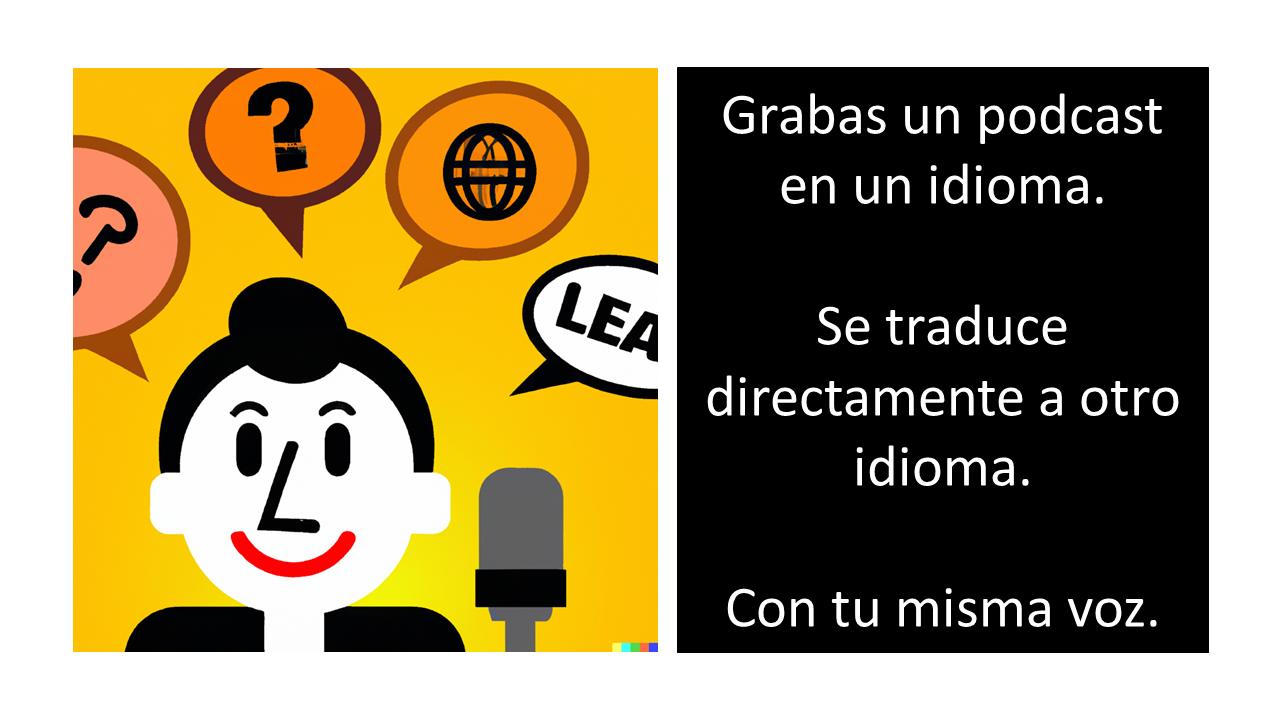 ?
?
LEA
Grabas un podcast
en un idioma.
Se traduce
directamente a otro
idioma.
Con tu misma voz.